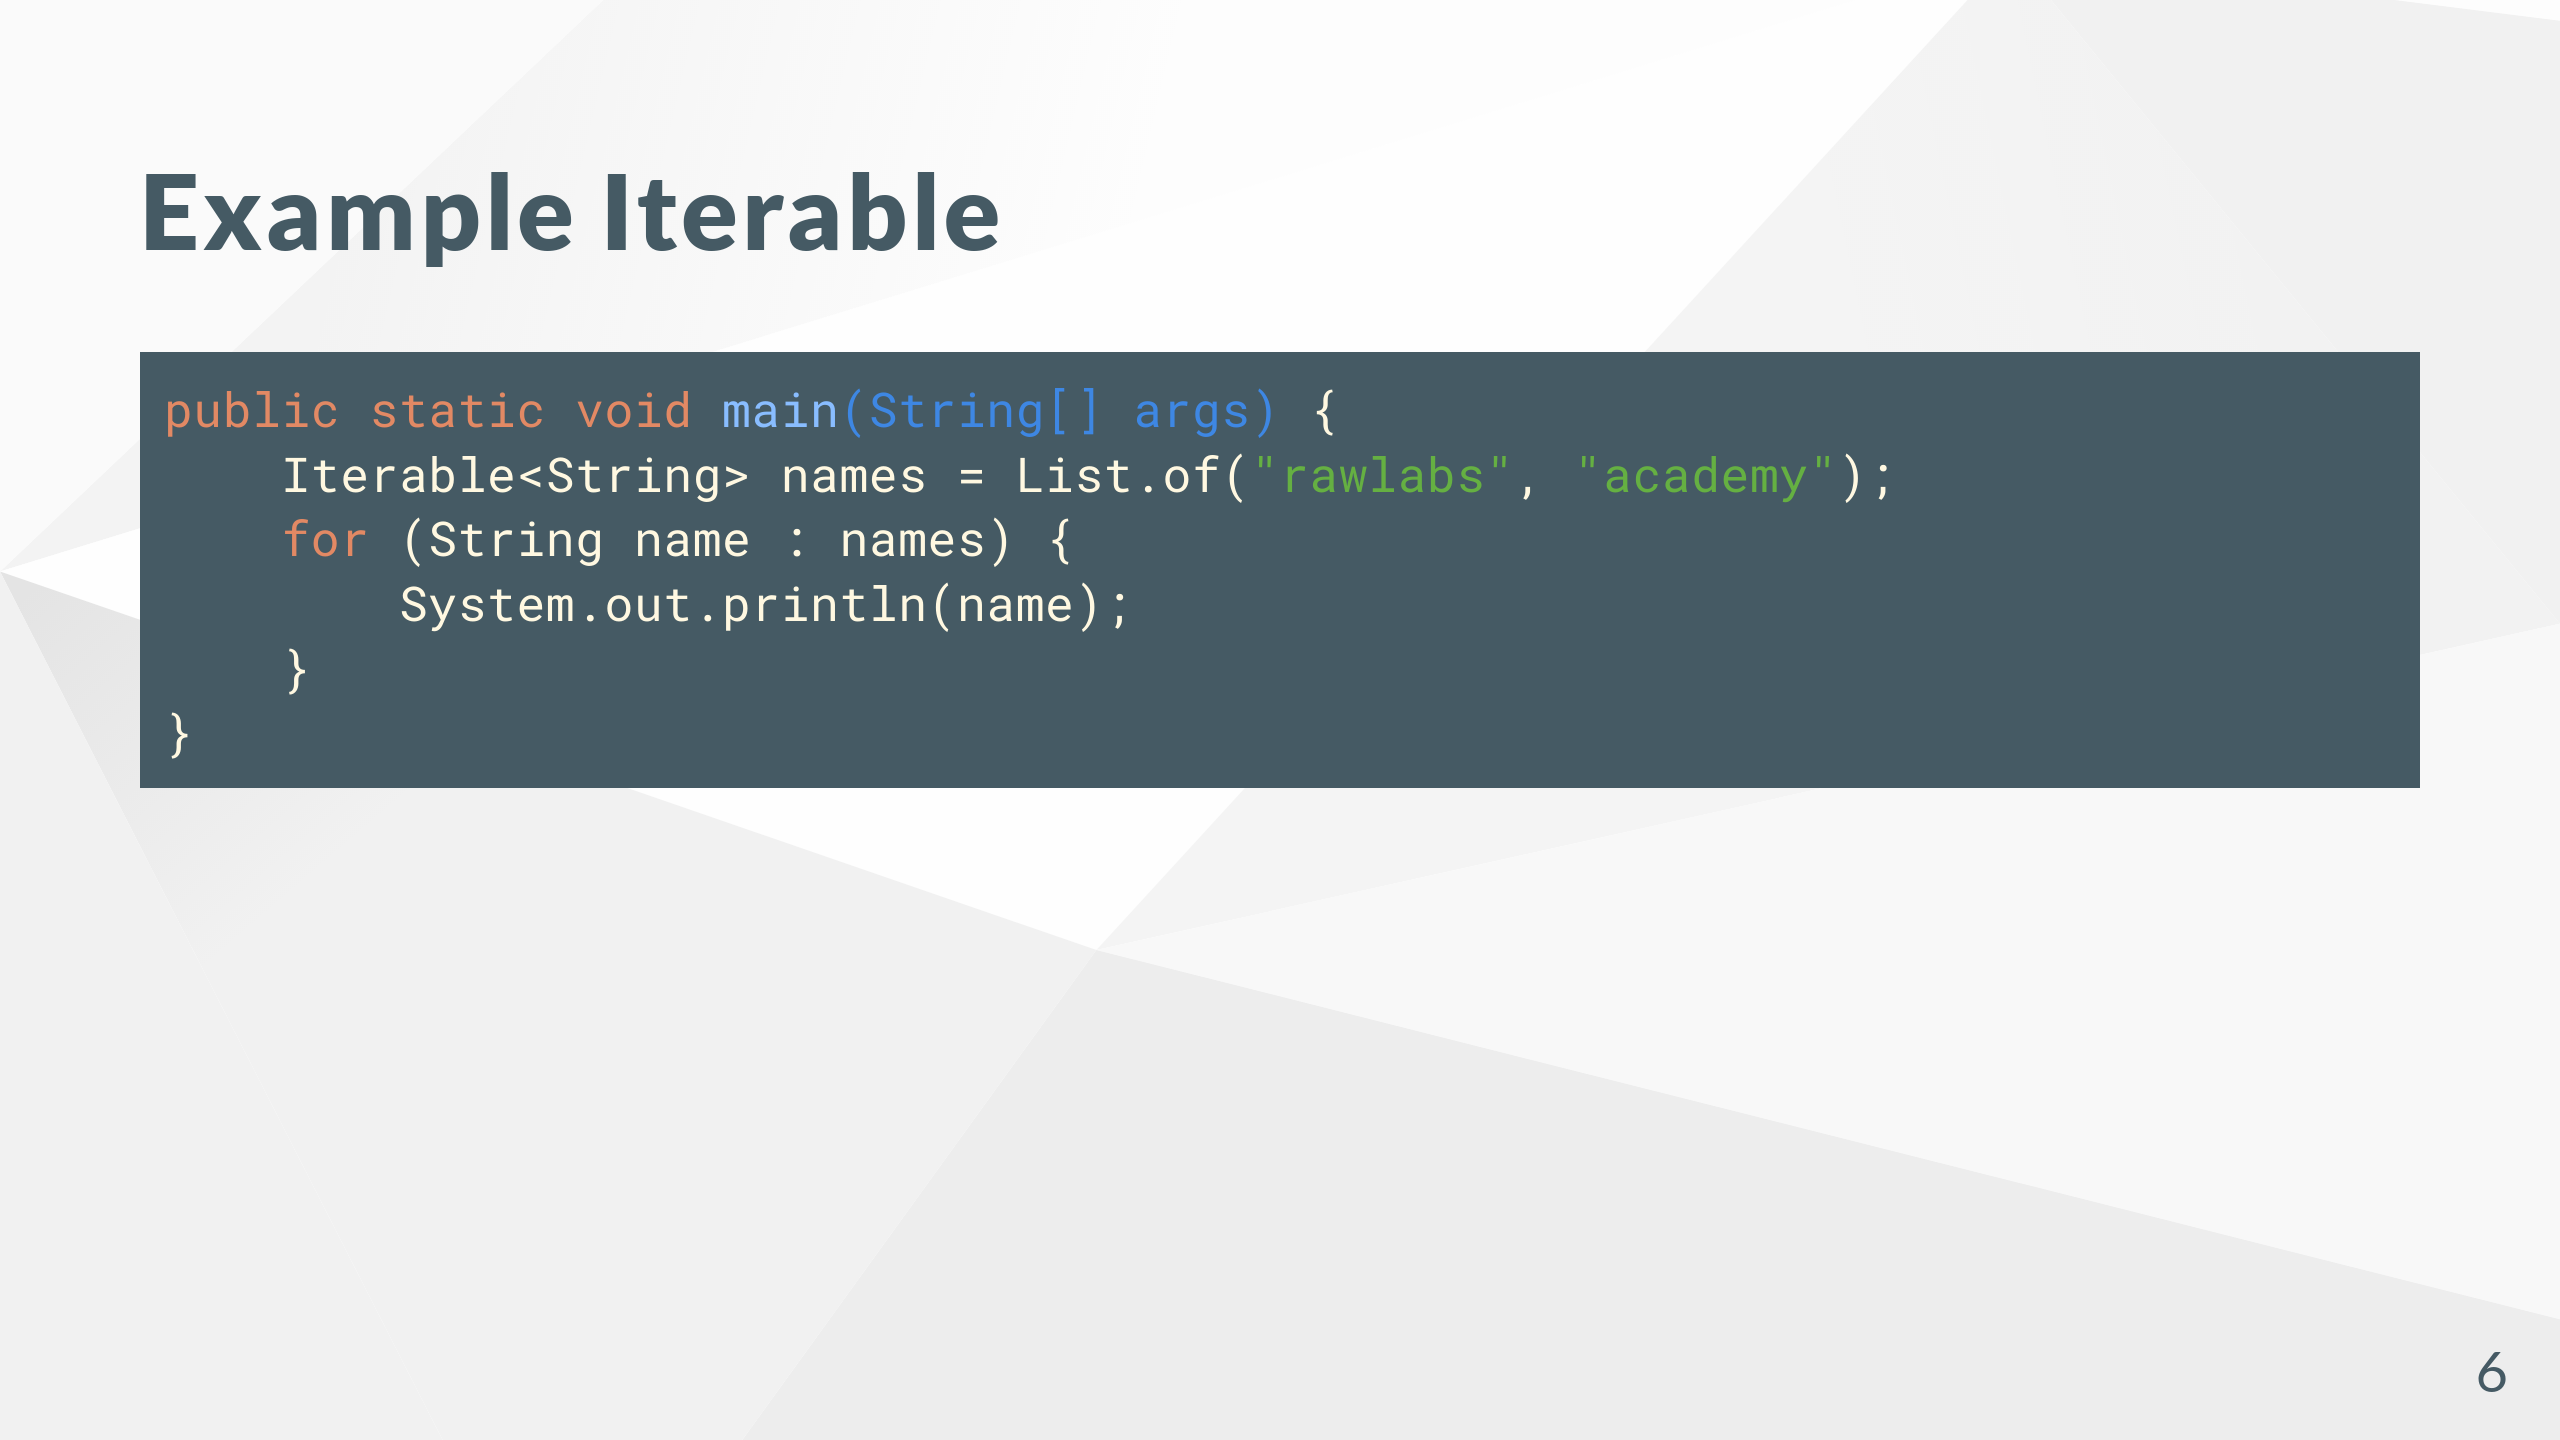 Example Iterable
public static void main(String[] args) {
    Iterable<String> names = List.of("rawlabs", "academy");
    for (String name : names) {
        System.out.println(name);
    }
}
6